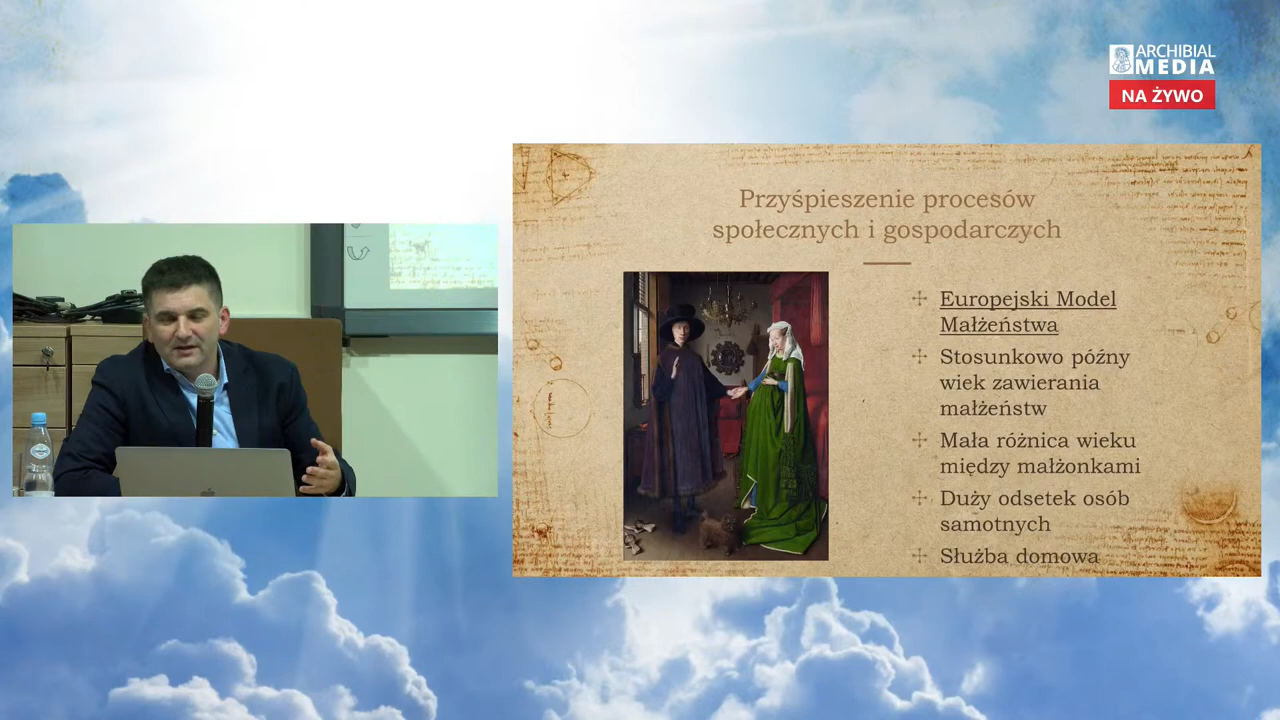 ARCHIBIAL
MEDIA
NA ŻYWO
Przyśpieszenie procesów
społecznych i gospodarczych
Europejski Model
Małżeństwa
Stosunkowo późny
wiek zawierania
małżeństw
Mała różnica wieku
między małżonkami
Duży odsetek osób
samotnych
Służba domowa